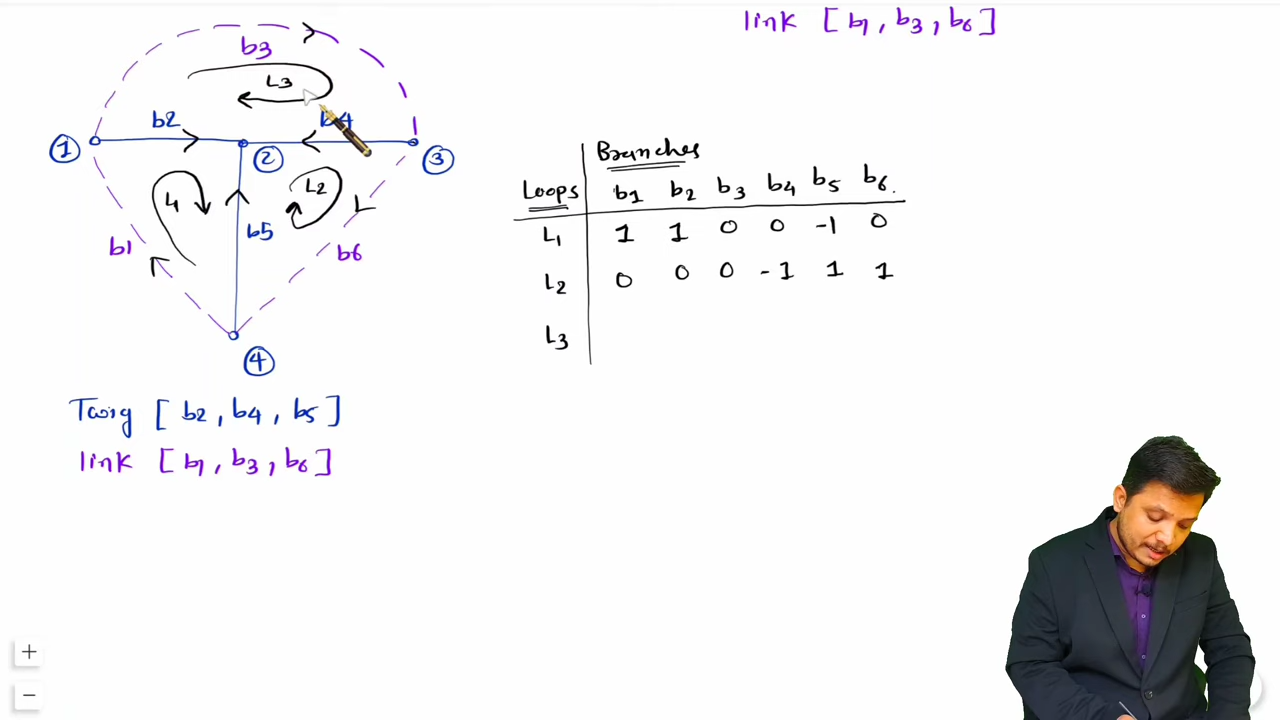 link [b1, b3, b6]
b3
L3
b2
b4
1
2
3
L1
L2
b1
b5
b6
4
Twig [b2, b4, b5]
link [b1, b3, b6]
Branches
Loops b1 b2 b3 b4 b5 b6.
L1 1 1 0 0 -1 0
L2 0 0 0 -1 1 1
L3
+
−